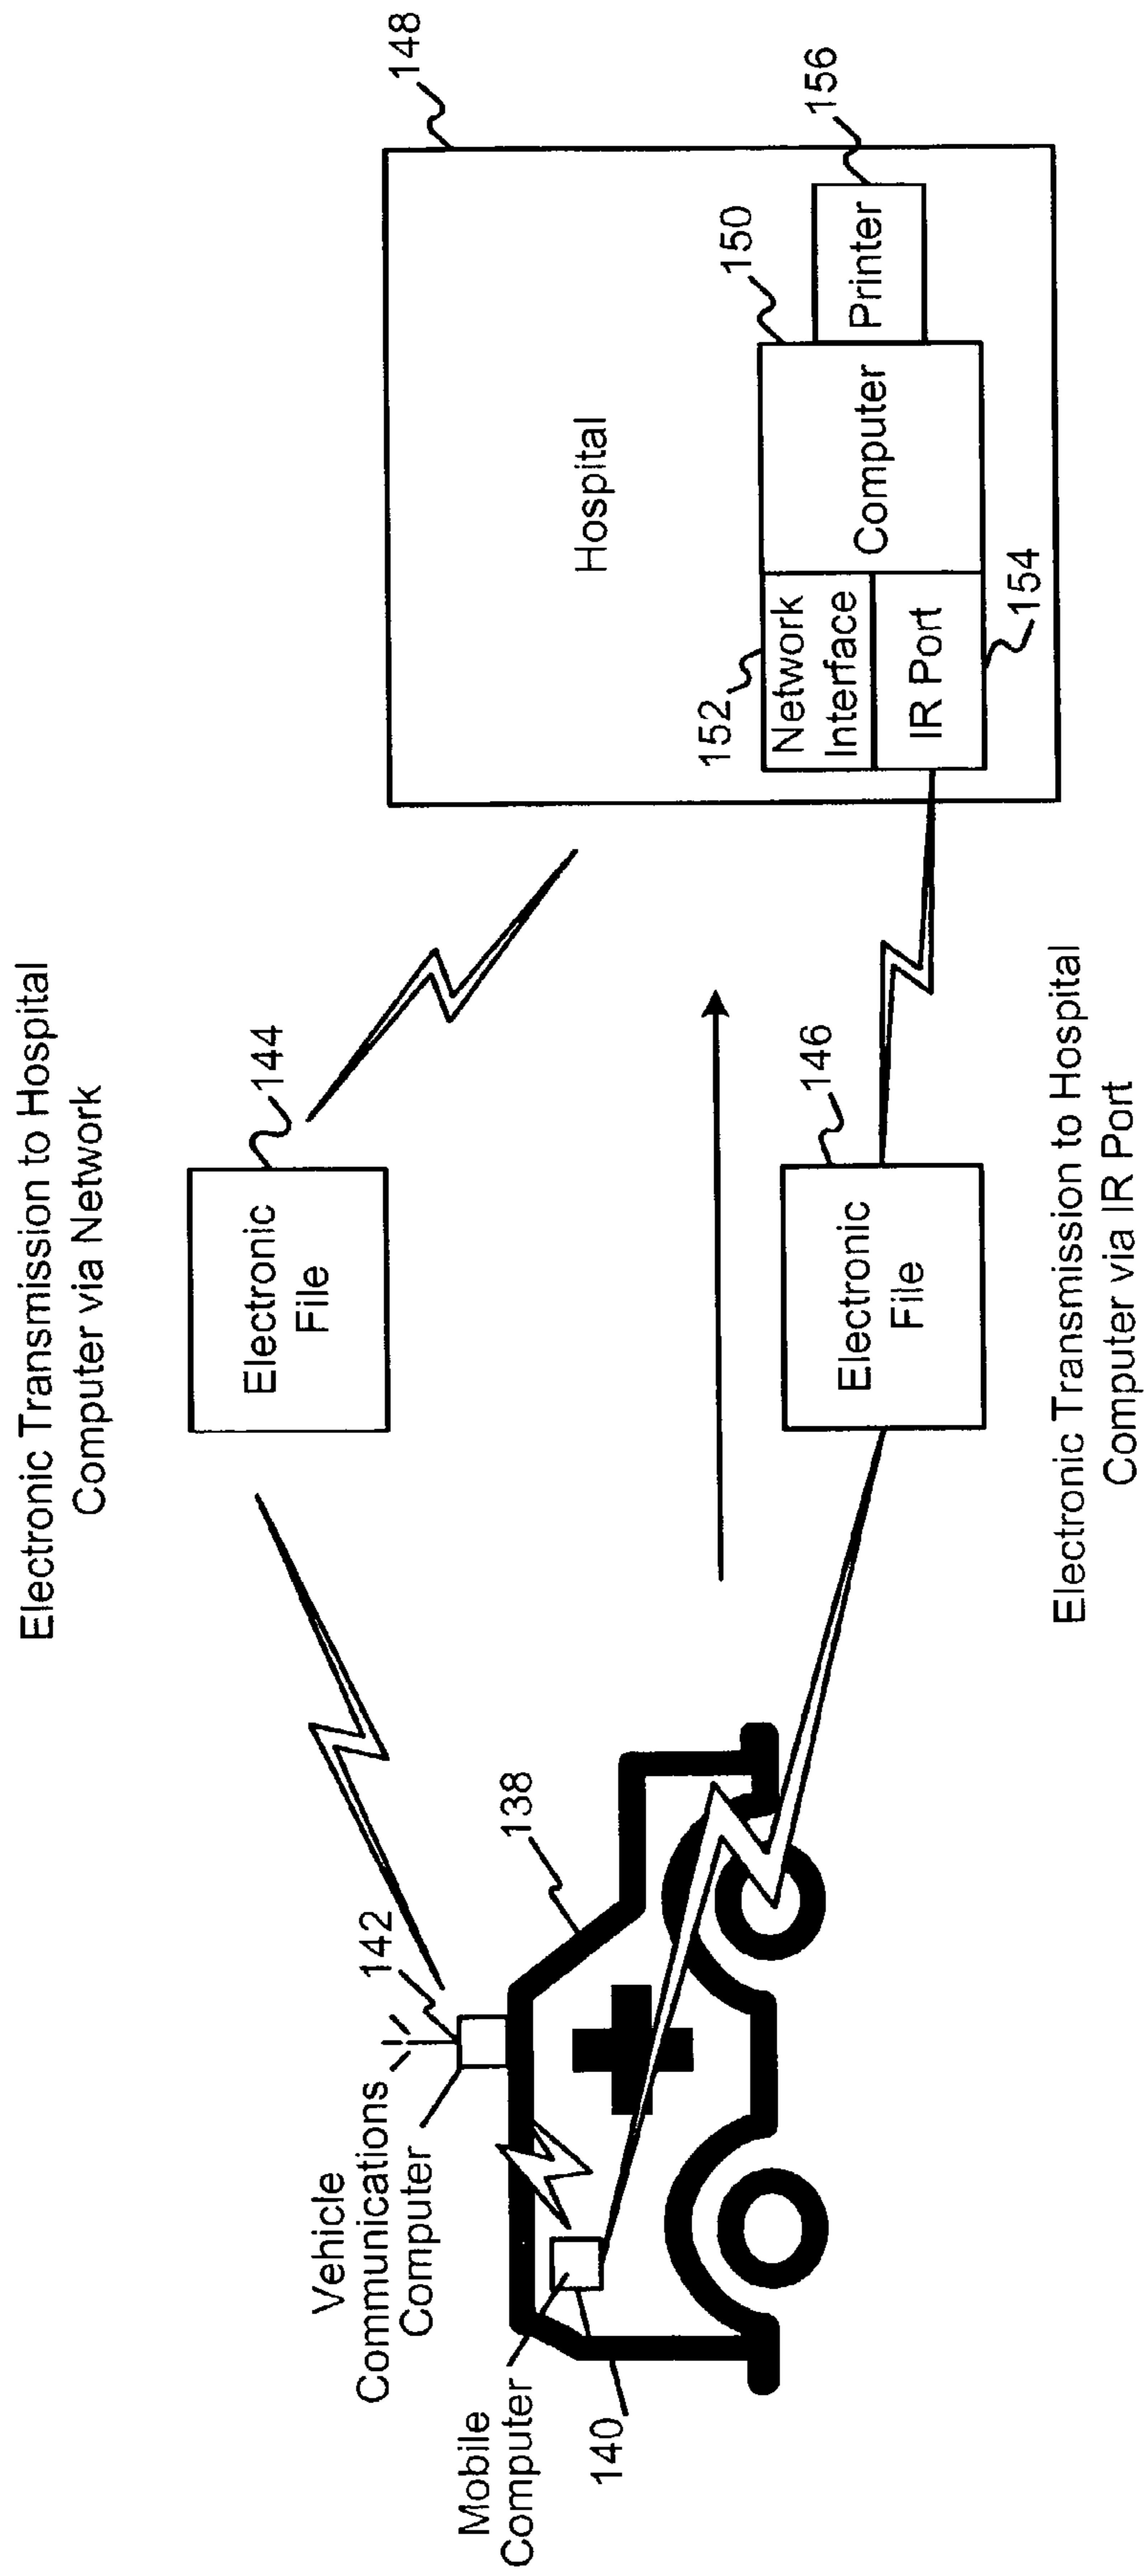 Electronic Transmission to Hospital
Computer via Network
144
Electronic
File
148
Hospital
152
Network
Interface
IR Port
154
150
Computer
Printer
156
Vehicle
Communications
Computer
142
138
Mobile
Computer
140
146
Electronic
File
Electronic Transmission to Hospital
Computer via IR Port